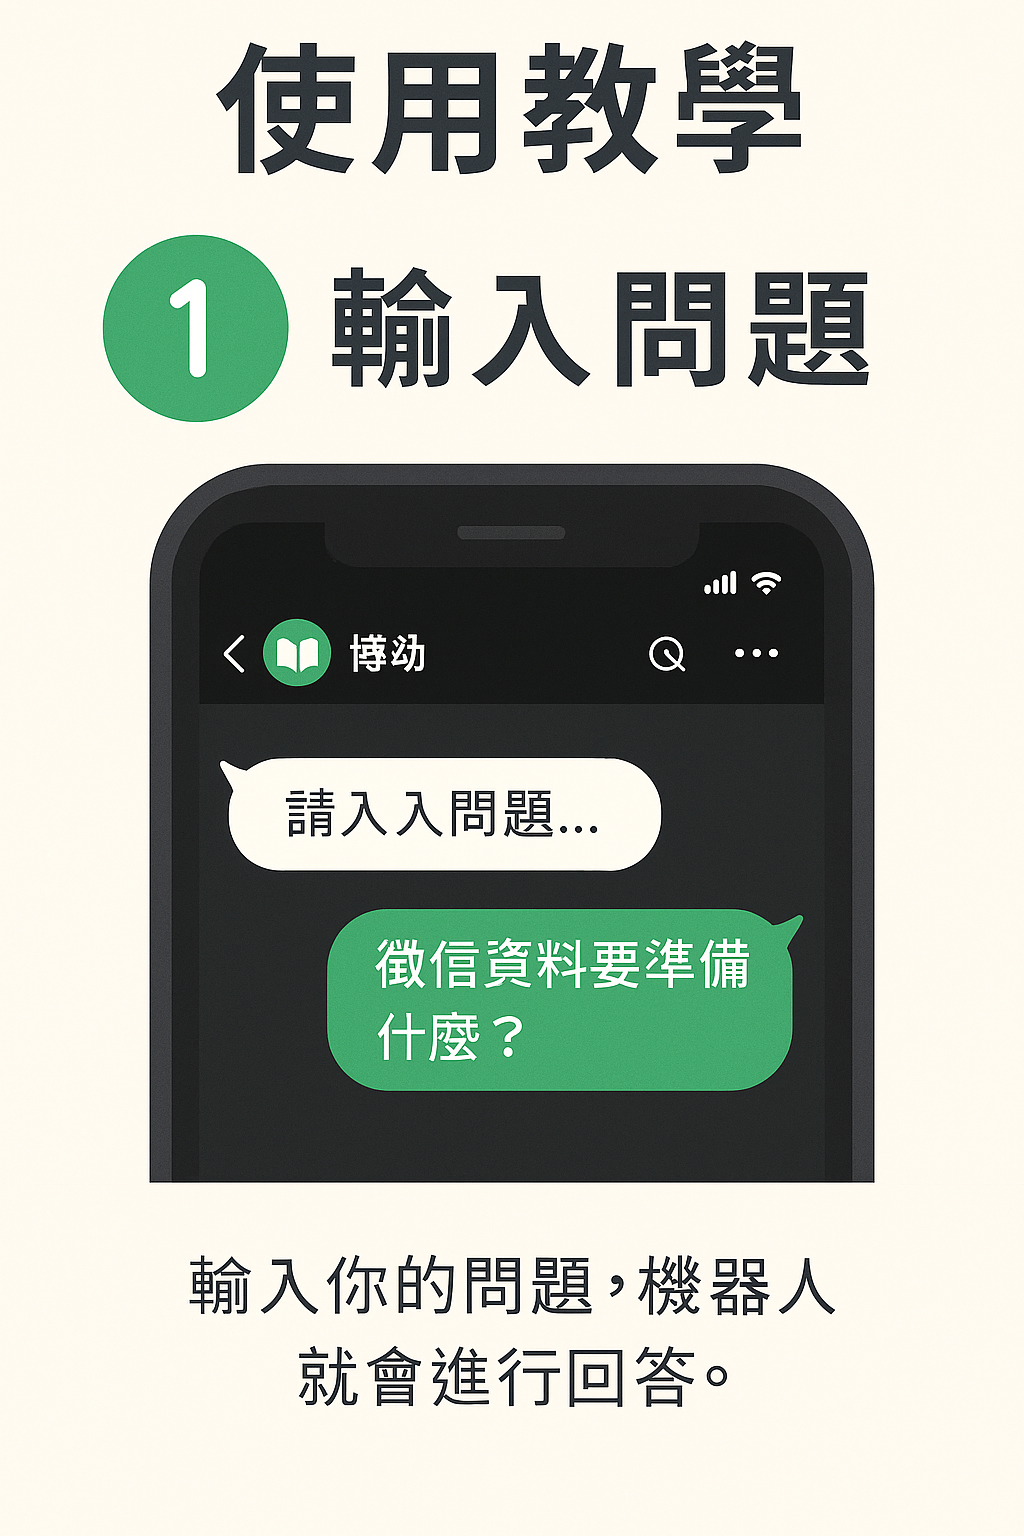 使用教學
1 輸入問題
博泑
請入入問題...
徵信資料要準備
什麼？
輸入你的問題，機器人
就會進行回答。